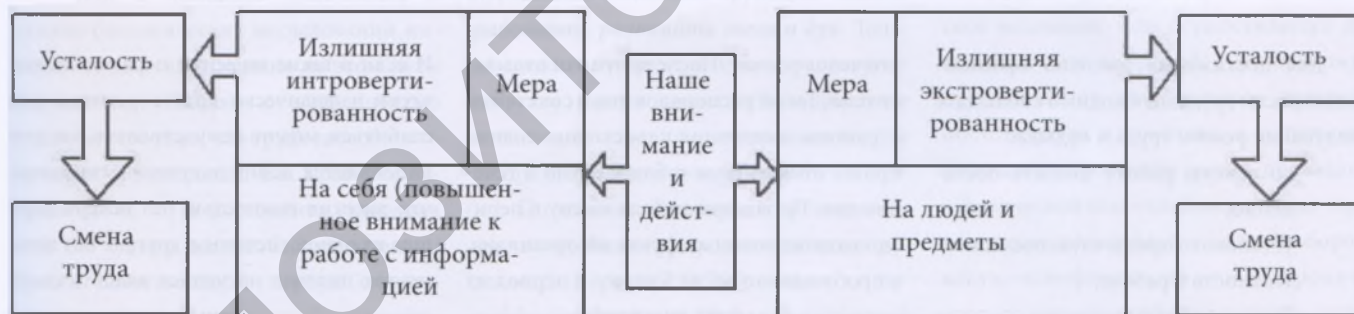 Усталость
Смена
труда
Излишняя
интроверти-
рованность
Мера
На себя (повышен-
ное внимание к
работе с информа-
цией
Наше
вни-
мание
и
дейст-
вия
Мера
Излишняя
экстроверти-
рованность
На людей и
предметы
Усталость
Смена
труда